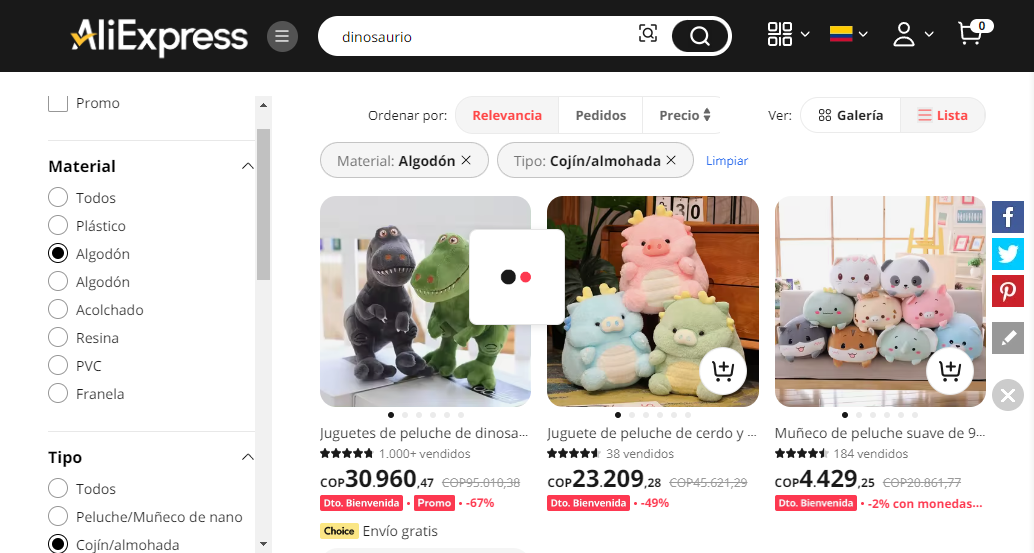 AliExpress
dinosaurio
0
Promo
Ordenar por:
Relevancia
Pedidos
Precio
Ver:
Galería
Lista
Material: Algodón
Tipo: Cojín/almohada
Limpiar
Material
Todos
Plástico
Algodón
Algodón
Acolchado
Resina
PVC
Franela
Tipo
Todos
Peluche/Muñeco de nano
Cojín/almohada
30
Juguetes de peluche de dinosa...
1.000+ vendidos
COP30.960,47 COP95.010,38
Dto. Bienvenida • Promo • -67%
Choice Envío gratis
Juguete de peluche de cerdo y ...
38 vendidos
COP23.209,28 COP45.621,29
Dto. Bienvenida • -49%
Muñeco de peluche suave de 9...
184 vendidos
COP4.429,25 COP20.861,77
Dto. Bienvenida • -2% con monedas...